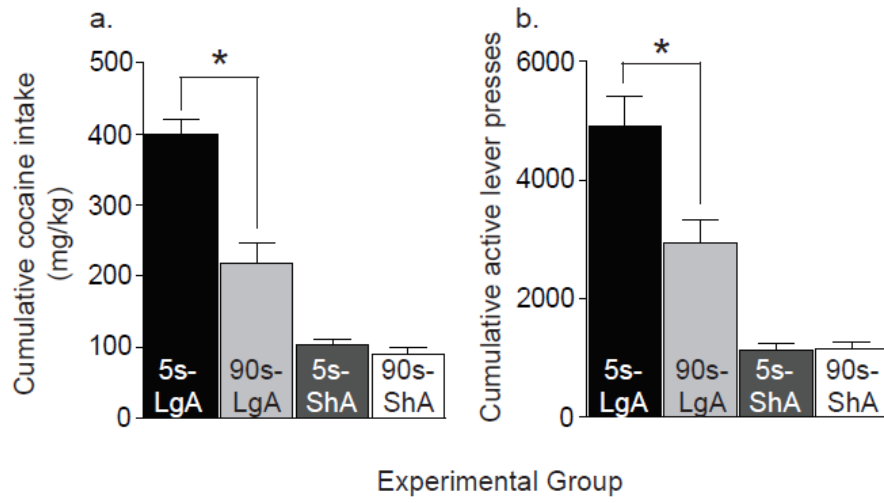 a.
Cumulative cocaine intake
(mg/kg)
500
400
300
200
100
0
*
5s-
LgA
90s-
LgA
5s-
ShA
90s-
ShA
b.
Cumulative active lever presses
6000
4000
2000
0
*
5s-
LgA
90s-
LgA
5s-
ShA
90s-
ShA
Experimental Group